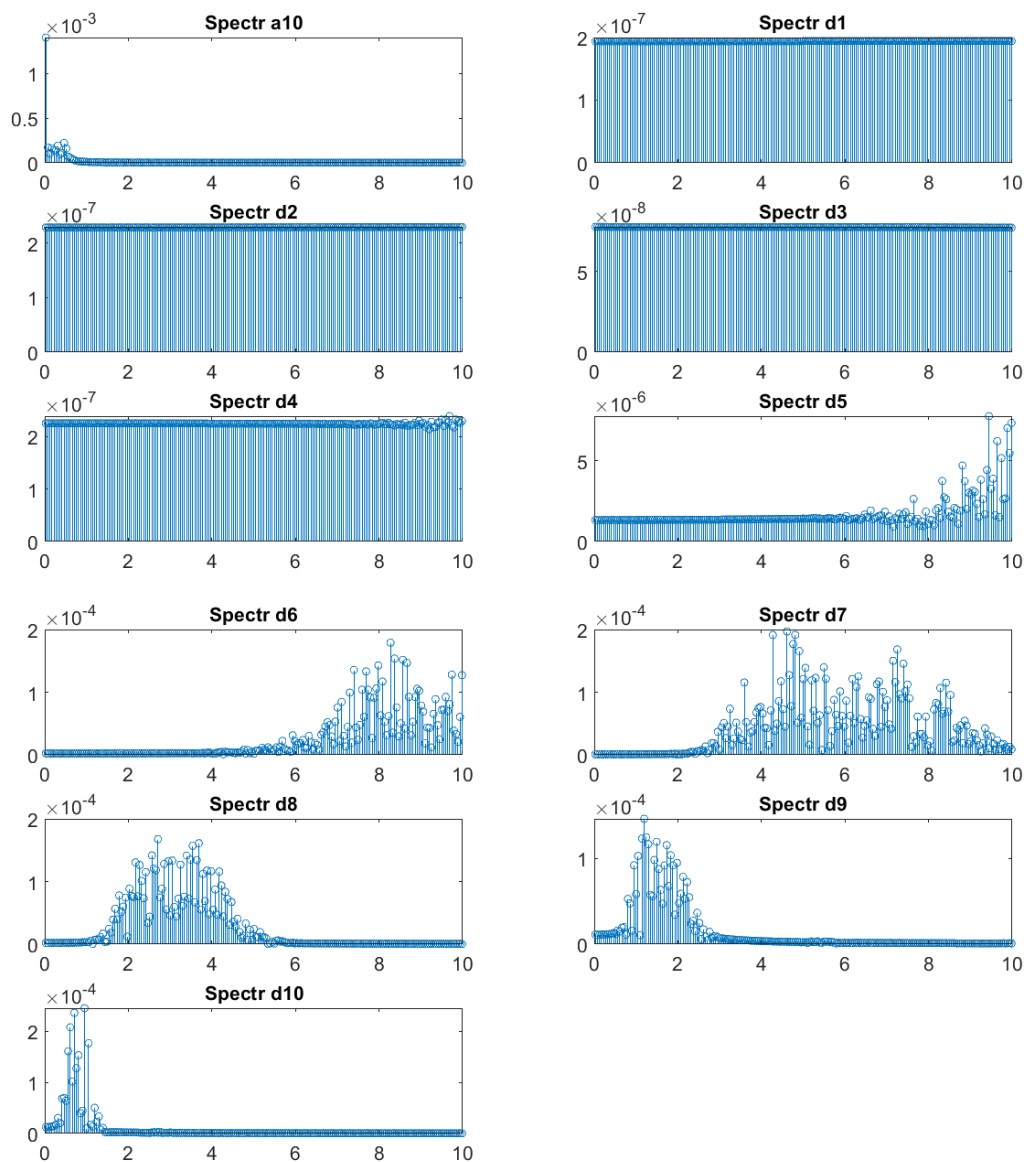 ×10-3
Spectr a10
1
0.5
0
0 2 4 6 8 10
×10-7
Spectr d1
2
1
0
0 2 4 6 8 10
×10-7
Spectr d2
2
1
0
0 2 4 6 8 10
×10-8
Spectr d3
5
0
0 2 4 6 8 10
×10-7
Spectr d4
2
1
0
0 2 4 6 8 10
×10-6
Spectr d5
5
0
0 2 4 6 8 10
×10-4
Spectr d6
2
1
0
0 2 4 6 8 10
×10-4
Spectr d7
2
1
0
0 2 4 6 8 10
×10-4
Spectr d8
2
1
0
0 2 4 6 8 10
×10-4
Spectr d9
1
0
0 2 4 6 8 10
×10-4
Spectr d10
2
1
0
0 2 4 6 8 10